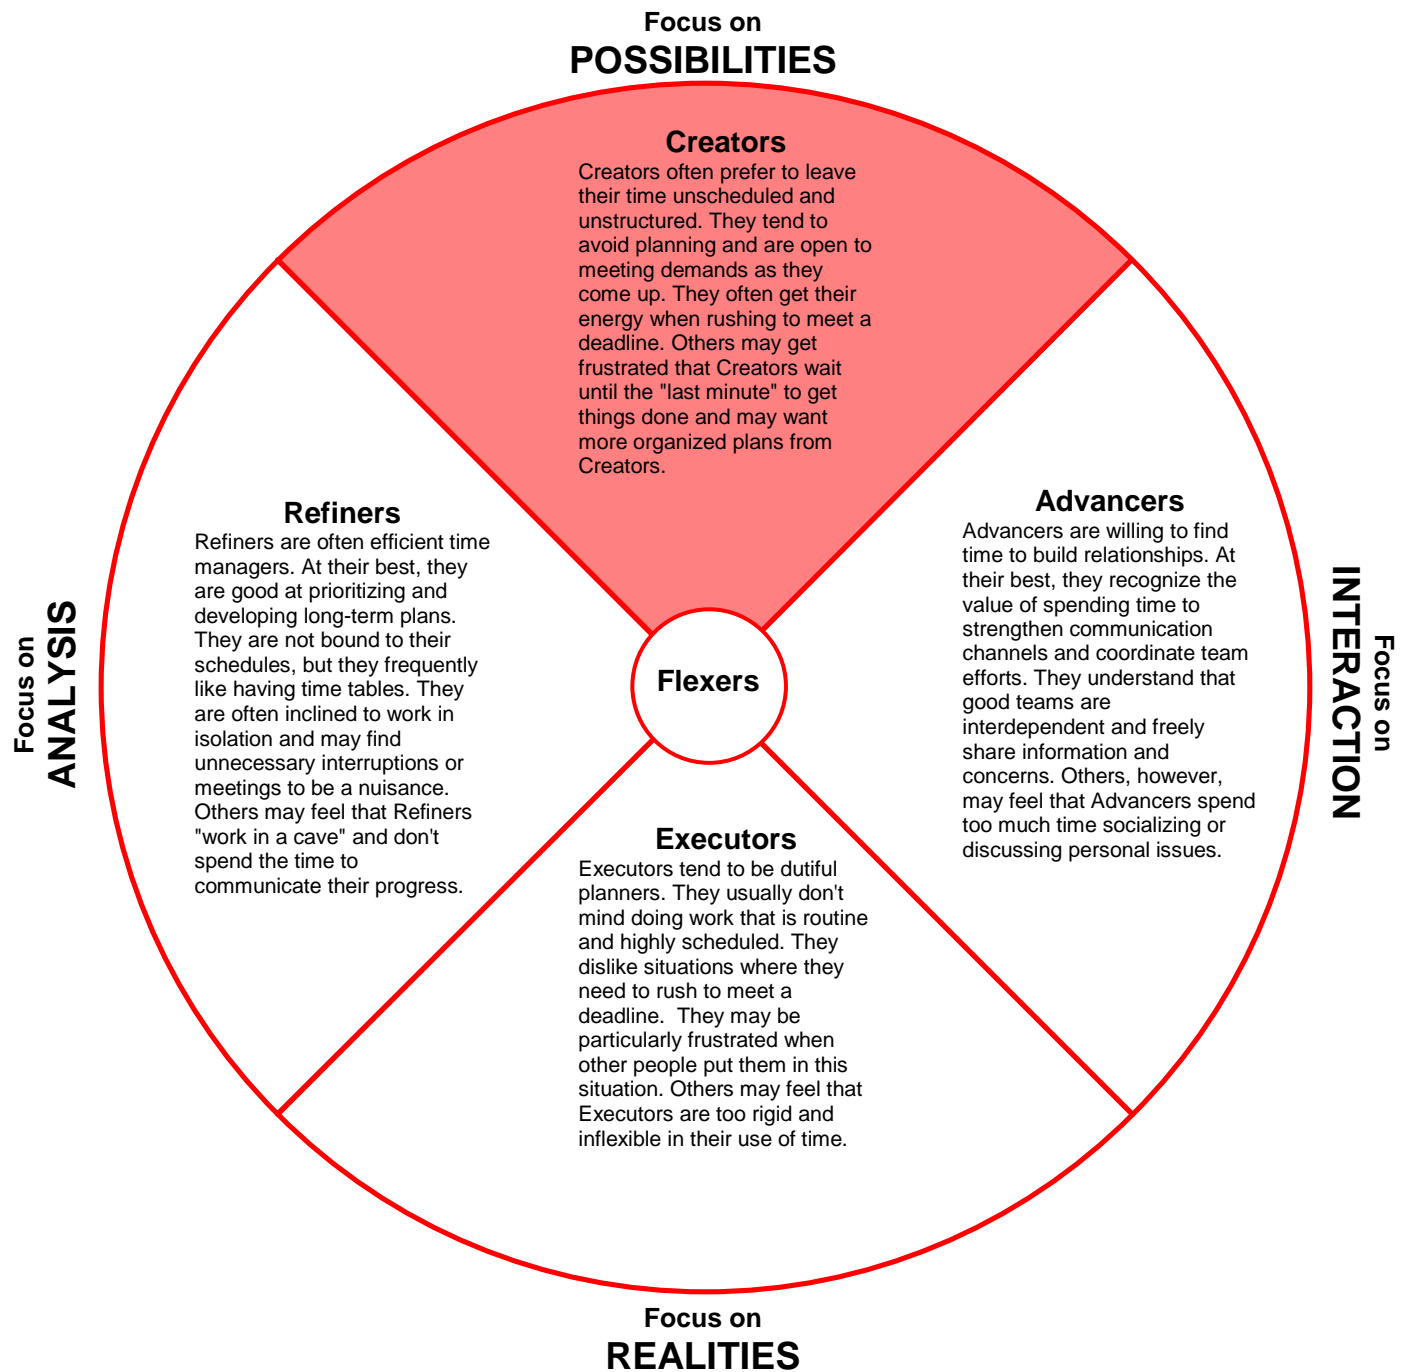 Focus on
POSSIBILITIES
Creators
Creators often prefer to leave
their time unscheduled and
unstructured. They tend to
avoid planning and are open to
meeting demands as they
come up. They often get their
energy when rushing to meet a
deadline. Others may get
frustrated that Creators wait
until the "last minute" to get
things done and may want
more organized plans from
Creators.
Focus on
ANALYSIS
Refiners
Refiners are often efficient time
managers. At their best, they
are good at prioritizing and
developing long-term plans.
They are not bound to their
schedules, but they frequently
like having time tables. They
are often inclined to work in
isolation and may find
unnecessary interruptions or
meetings to be a nuisance.
Others may feel that Refiners
"work in a cave" and don't
spend the time to
communicate their progress.
Flexers
Advancers
Advancers are willing to find
time to build relationships. At
their best, they recognize the
value of spending time to
strengthen communication
channels and coordinate team
efforts. They understand that
good teams are
interdependent and freely
share information and
concerns. Others, however,
may feel that Advancers spend
too much time socializing or
discussing personal issues.
Focus on
INTERACTION
Executors
Executors tend to be dutiful
planners. They usually don't
mind doing work that is routine
and highly scheduled. They
dislike situations where they
need to rush to meet a
deadline.  They may be
particularly frustrated when
other people put them in this
situation. Others may feel that
Executors are too rigid and
inflexible in their use of time.
Focus on
REALITIES